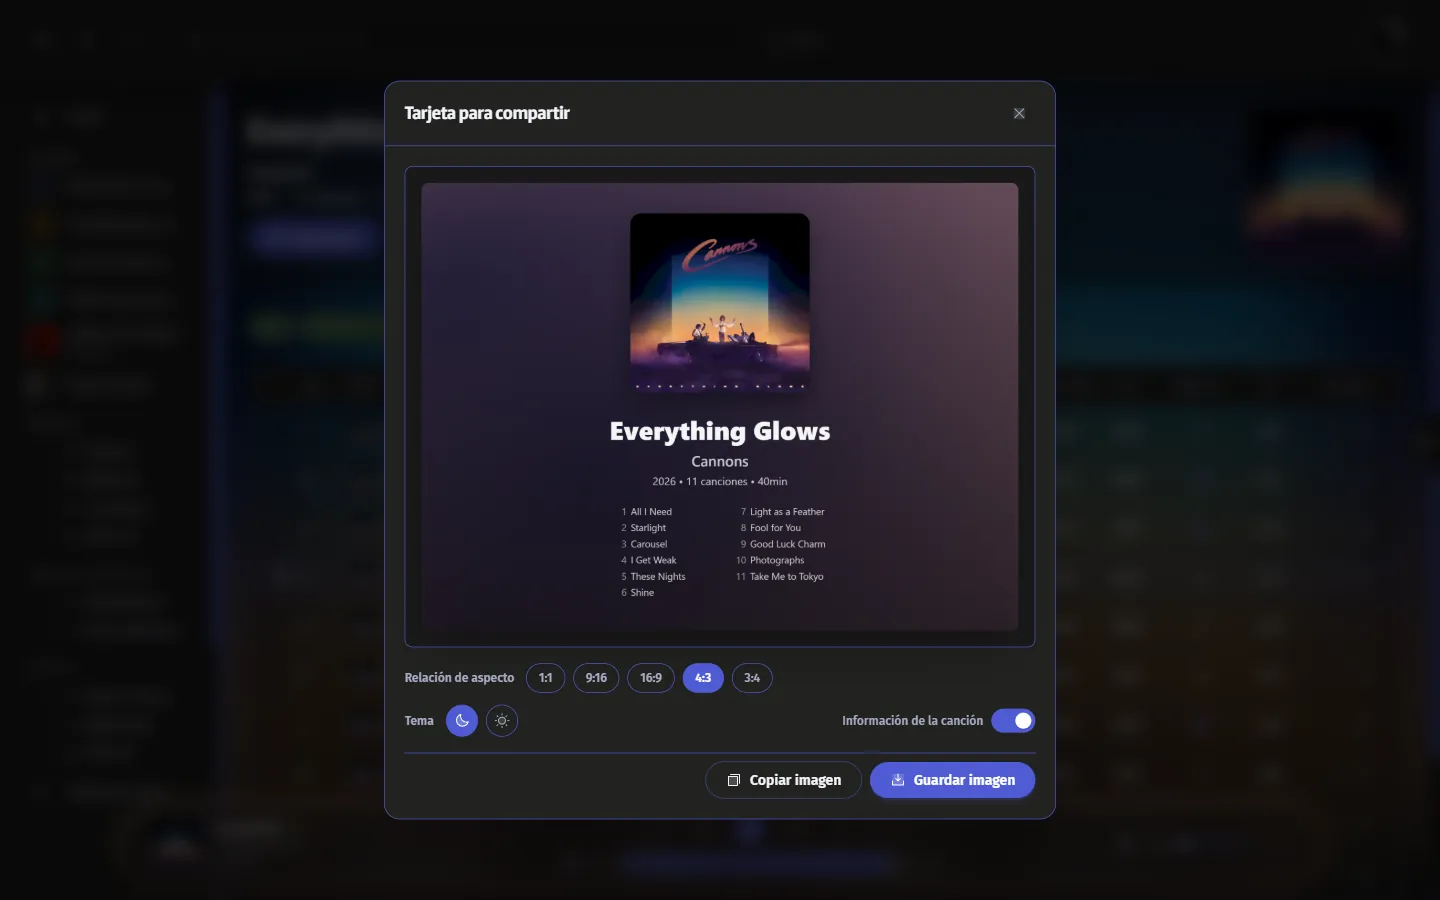 Tarjeta para compartir
Cannons
Everything Glows
Cannons
2026 • 11 canciones • 40min
1 All I Need
2 Starlight
3 Carousel
4 I Get Weak
5 These Nights
6 Shine
7 Light as a Feather
8 Fool for You
9 Good Luck Charm
10 Photographs
11 Take Me to Tokyo
Relación de aspecto 1:1 9:16 16:9 4:3 3:4
Tema
Información de la canción
Copiar imagen
Guardar imagen